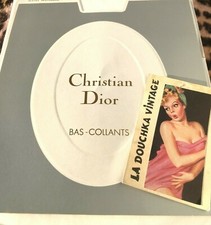 Christian
Dior
BAS-COLLANTS
LA DOUCHKA VINTAGE